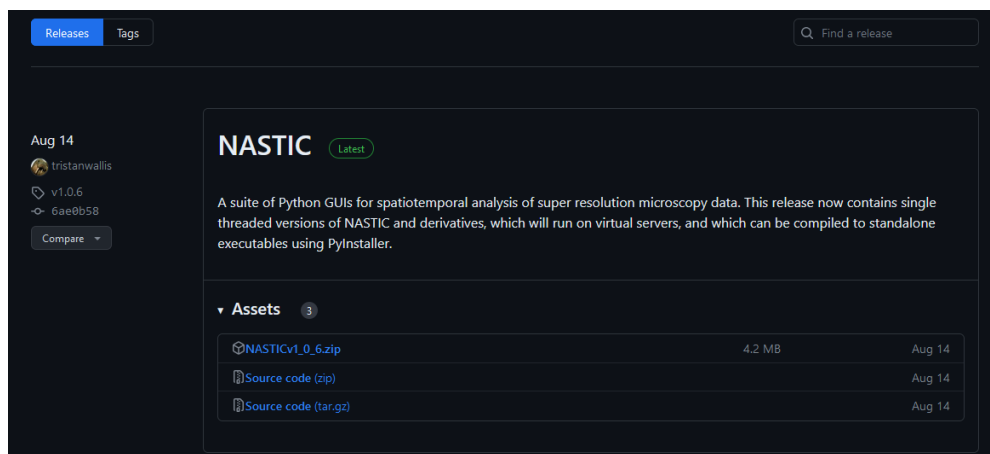 Releases Tags
Find a release
Aug 14
tristanwallis
v1.0.6
6ae0b58
Compare
NASTIC Latest
A suite of Python GUIs for spatiotemporal analysis of super resolution microscopy data. This release now contains single
threaded versions of NASTIC and derivatives, which will run on virtual servers, and which can be compiled to standalone
executables using PyInstaller.
Assets 3
NASTICv1_0_6.zip 4.2 MB Aug 14
Source code (zip) Aug 14
Source code (tar.gz) Aug 14